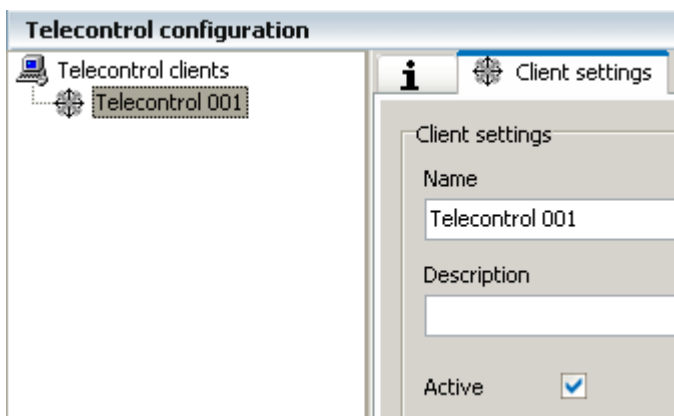 Telecontrol configuration
Telecontrol clients
Telecontrol 001
i
Client settings
Client settings
Name
Telecontrol 001
Description
Active